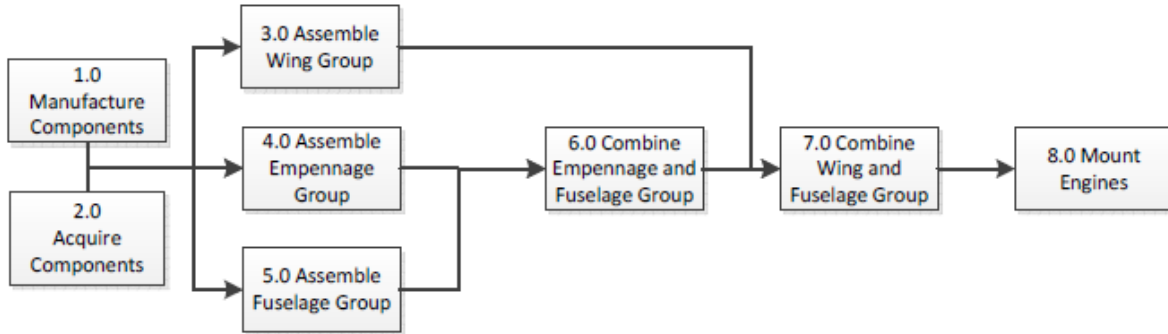 1.0
Manufacture
Components
2.0
Acquire
Components
3.0 Assemble
Wing Group
4.0 Assemble
Empennage
Group
5.0 Assemble
Fuselage Group
6.0 Combine
Empennage and
Fuselage Group
7.0 Combine
Wing and
Fuselage Group
8.0 Mount
Engines